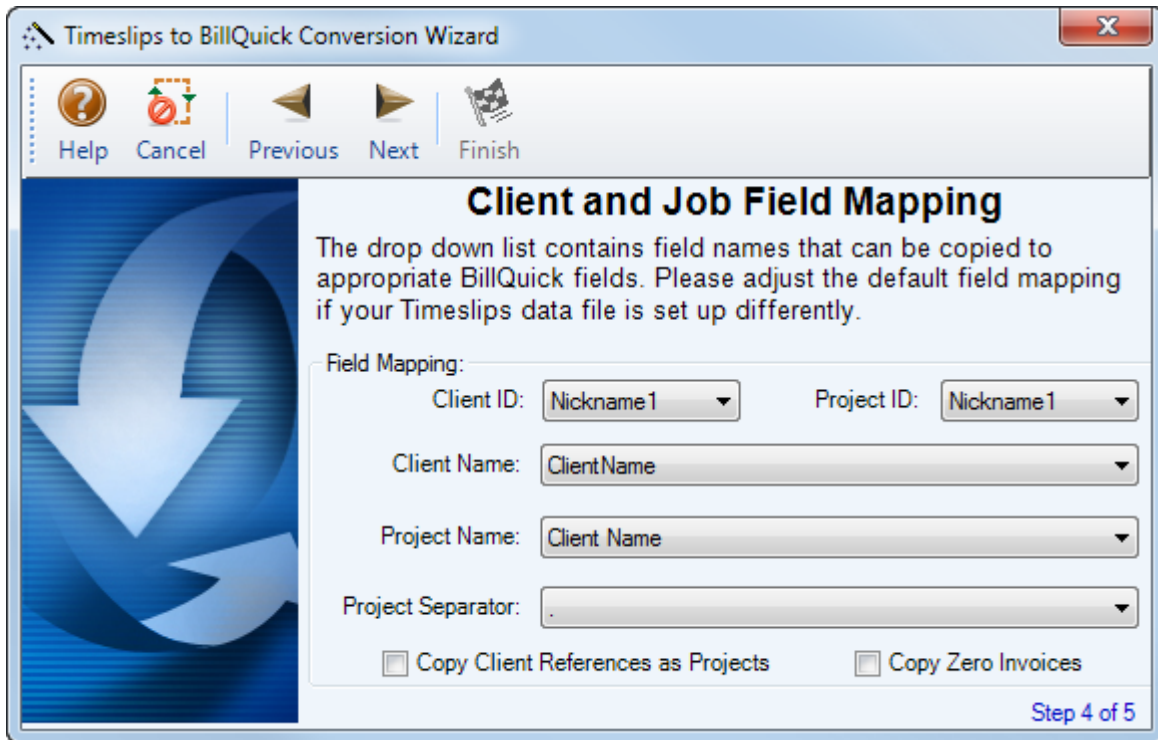 Timeslips to BillQuick Conversion Wizard
Help Cancel Previous Next Finish
Client and Job Field Mapping
The drop down list contains field names that can be copied to
appropriate BillQuick fields. Please adjust the default field mapping
if your Timeslips data file is set up differently.
Field Mapping:
Client ID: Nickname1 Project ID: Nickname1
Client Name: ClientName
Project Name: Client Name
Project Separator: .
Copy Client References as Projects Copy Zero Invoices
Step 4 of 5